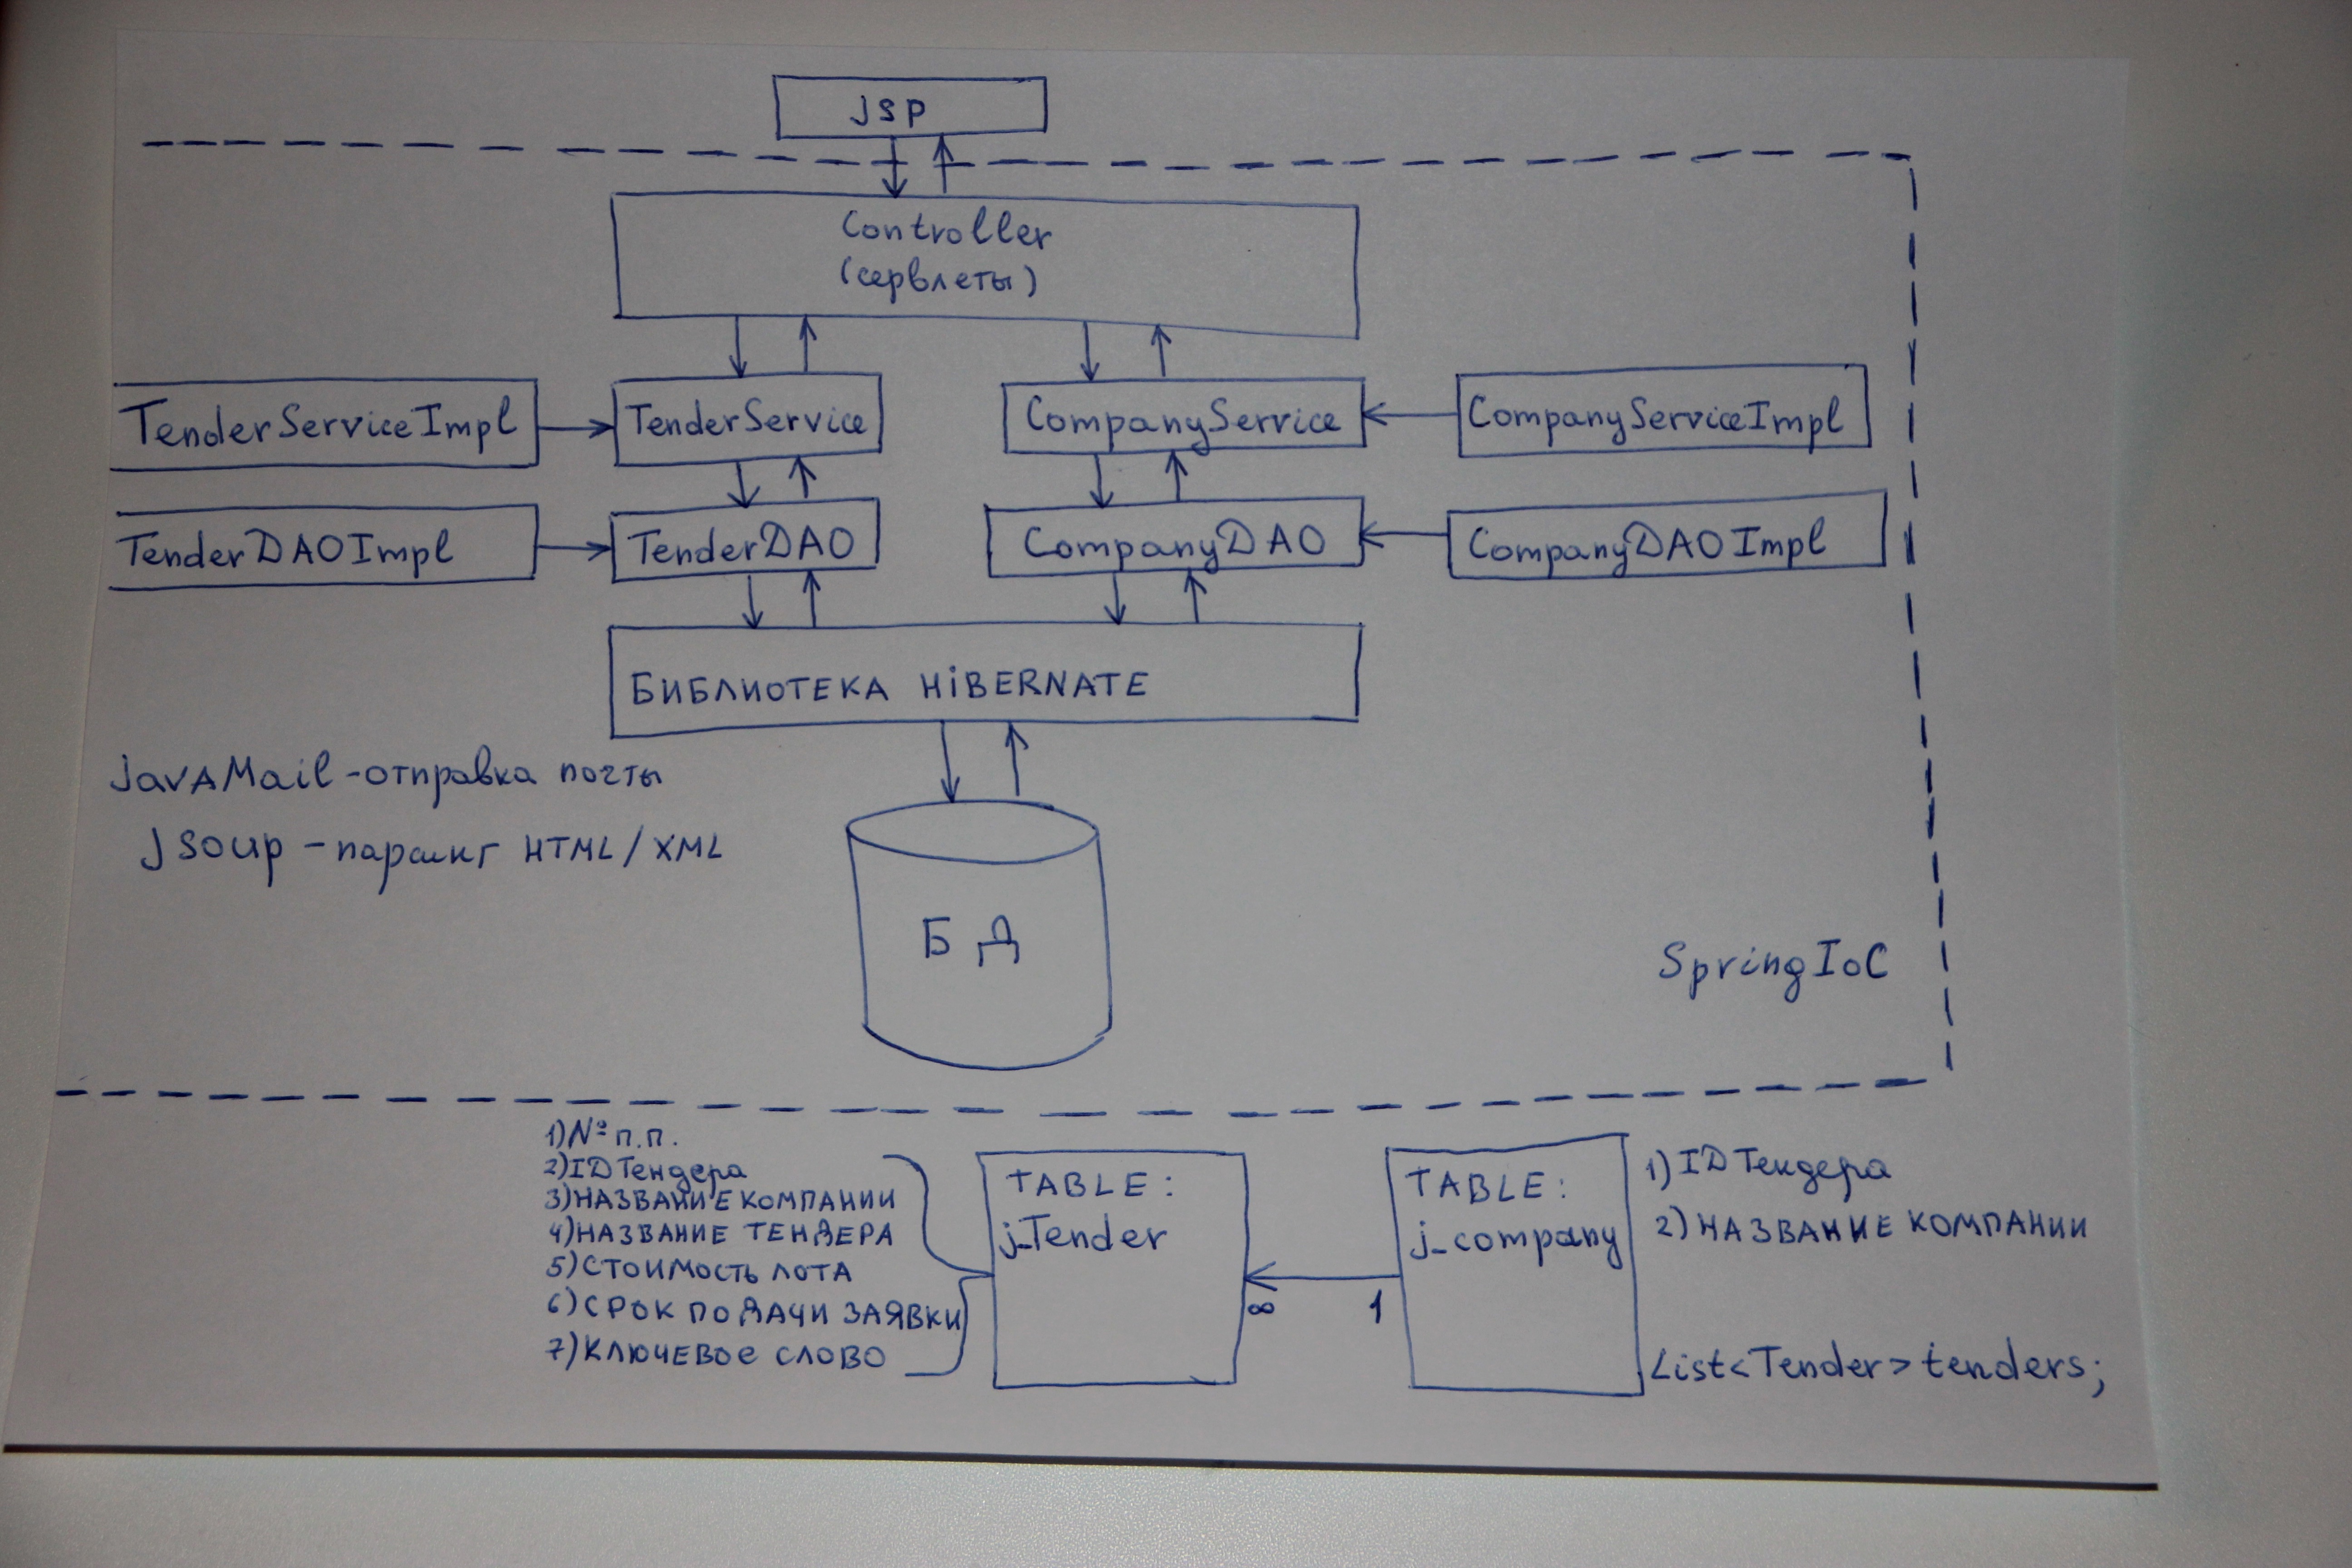 jsp
Controller
(сервлеты)
TenderServiceImpl
TenderService
CompanyService
CompanyServiceImpl
TenderDAOImpl
TenderDAO
CompanyDAO
CompanyDAOImpl
БИБЛИОТЕКА HiBERNATE
JavAMail - отправка почты
JSoup - парсинг HTML/XML
БД
SpringIoC
1) № п.п.
2) ID Тендера
3) НАЗВАНИЕ КОМПАНИИ
4) НАЗВАНИЕ ТЕНДЕРА
5) СТОИМОСТЬ ЛОТА
6) СРОК ПОДАЧИ ЗАЯВКИ
7) КЛЮЧЕВОЕ СЛОВО
TABLE:
j_Tender
∞ 1
TABLE:
j_company
1) ID Тендера
2) НАЗВАНИЕ КОМПАНИИ
List<Tender> tenders;